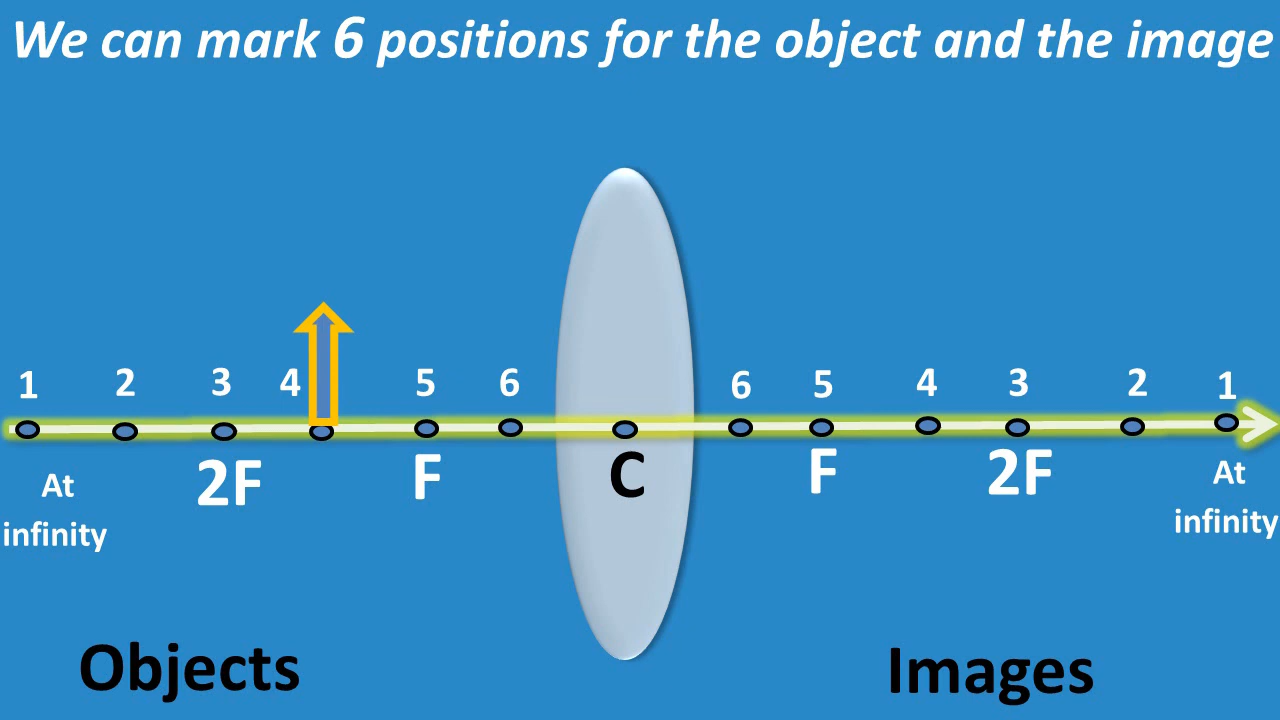 We can mark 6 positions for the object and the image
1 2 3 4 5 6 6 5 4 3 2 1
2F F C F 2F
At
infinity
At
infinity
Objects Images